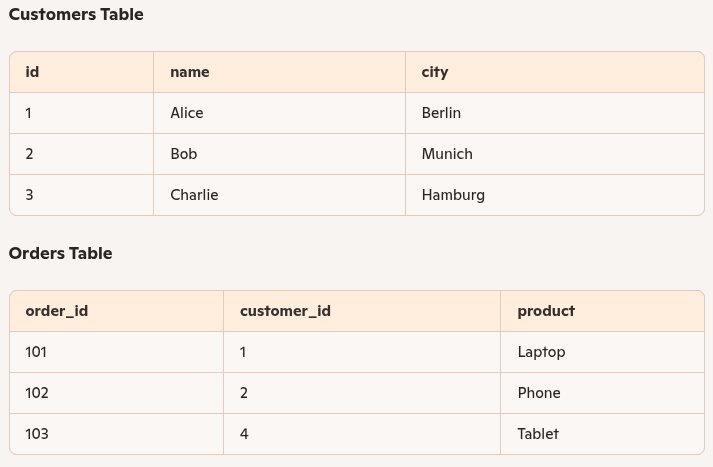 Customers Table
id name city
1 Alice Berlin
2 Bob Munich
3 Charlie Hamburg
Orders Table
order_id customer_id product
101 1 Laptop
102 2 Phone
103 4 Tablet